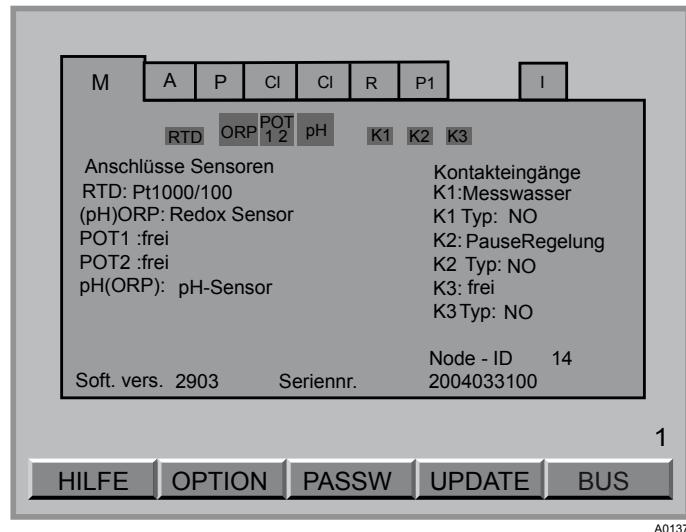 M A P Cl Cl R P1 I
RTD ORP POT 1 2 pH K1 K2 K3
Anschlüsse Sensoren
RTD: Pt1000/100
(pH)ORP: Redox Sensor
POT1 :frei
POT2 :frei
pH(ORP): pH-Sensor
Kontakteingänge
K1:Messwasser
K1 Typ: NO
K2: PauseRegelung
K2 Typ: NO
K3: frei
K3 Typ: NO
Node - ID 14
Soft. vers. 2903 Seriennr. 2004033100
1
HILFE OPTION PASSW UPDATE BUS
A0137